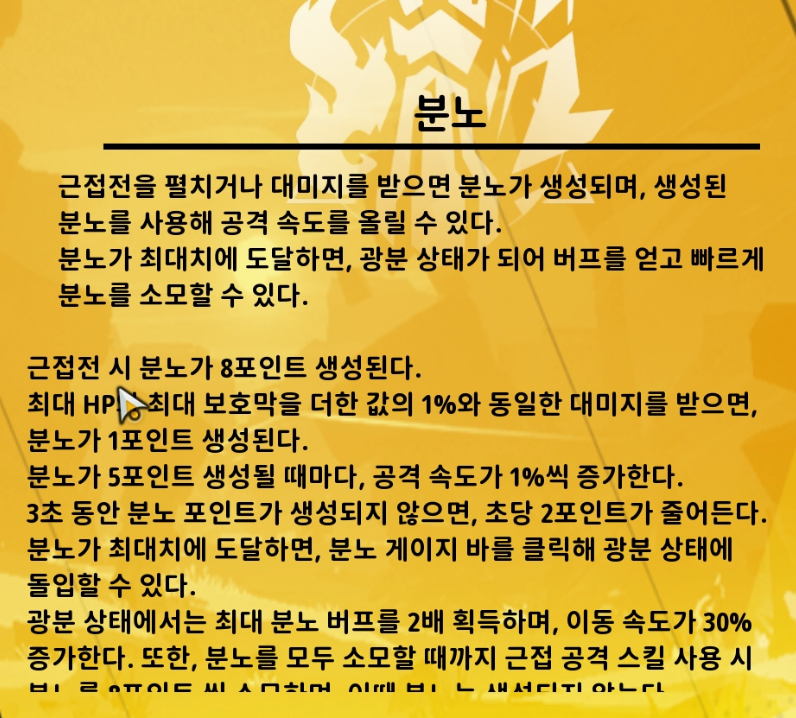 분노
근접전을 펼치거나 대미지를 받으면 분노가 생성되며, 생성된
분노를 사용해 공격 속도를 올릴 수 있다.
분노가 최대치에 도달하면, 광분 상태가 되어 버프를 얻고 빠르게
분노를 소모할 수 있다.
근접전 시 분노가 8포인트 생성된다.
최대 HP 최대 보호막을 더한 값의 1%와 동일한 대미지를 받으면,
분노가 1포인트 생성된다.
분노가 5포인트 생성될 때마다, 공격 속도가 1%씩 증가한다.
3초 동안 분노 포인트가 생성되지 않으면, 초당 2포인트가 줄어든다.
분노가 최대치에 도달하면, 분노 게이지 바를 클릭해 광분 상태에
돌입할 수 있다.
광분 상태에서는 최대 분노 버프를 2배 획득하며, 이동 속도가 30%
증가한다. 또한, 분노를 모두 소모할 때까지 근접 공격 스킬 사용 시